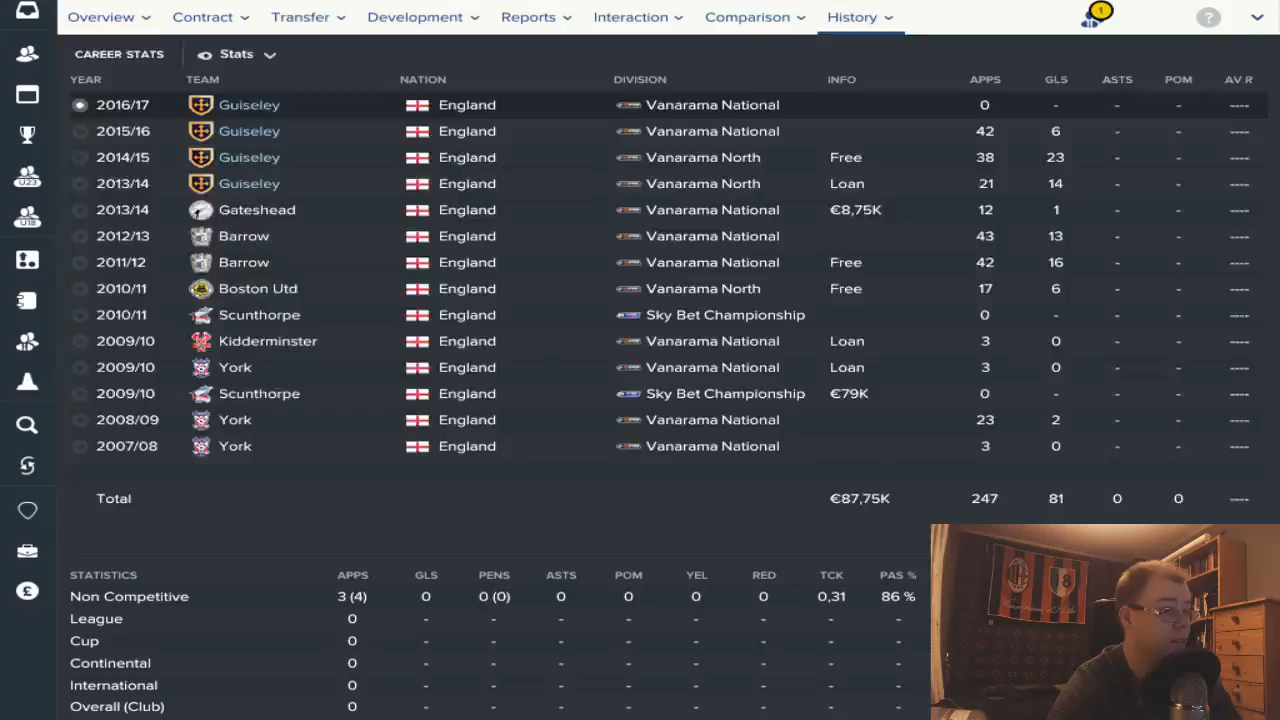 Overview Contract Transfer Development Reports Interaction Comparison History 1 ?
CAREER STATS Stats
YEAR TEAM NATION DIVISION INFO APPS GLS ASTS POM AV R
2016/17 Guiseley England Vanarama National 0 - - - ----
2015/16 Guiseley England Vanarama National 42 6 - - ----
2014/15 Guiseley England Vanarama North Free 38 23 - - ----
2013/14 Guiseley England Vanarama North Loan 21 14 - - ----
2013/14 Gateshead England Vanarama National €8,75K 12 1 - - ----
2012/13 Barrow England Vanarama National 43 13 - - ----
2011/12 Barrow England Vanarama National Free 42 16 - - ----
2010/11 Boston Utd England Vanarama North Free 17 6 - - ----
2010/11 Scunthorpe England Sky Bet Championship 0 - - - ----
2009/10 Kidderminster England Vanarama National Loan 3 0 - - ----
2009/10 York England Vanarama National Loan 3 0 - - ----
2009/10 Scunthorpe England Sky Bet Championship €79K 0 - - - ----
2008/09 York England Vanarama National 23 2 - - ----
2007/08 York England Vanarama National 3 0 - - ----
Total €87,75K 247 81 0 0 ----
STATISTICS APPS GLS PENS ASTS POM YEL RED TCK PAS %
Non Competitive 3 (4) 0 0 (0) 0 0 0 0 0,31 86 %
League 0 - - - - - - - -
Cup 0 - - - - - - - -
Continental 0 - - - - - - - -
International 0 - - - - - - - -
Overall (Club) 0 - - - - - - - -
U23
U18